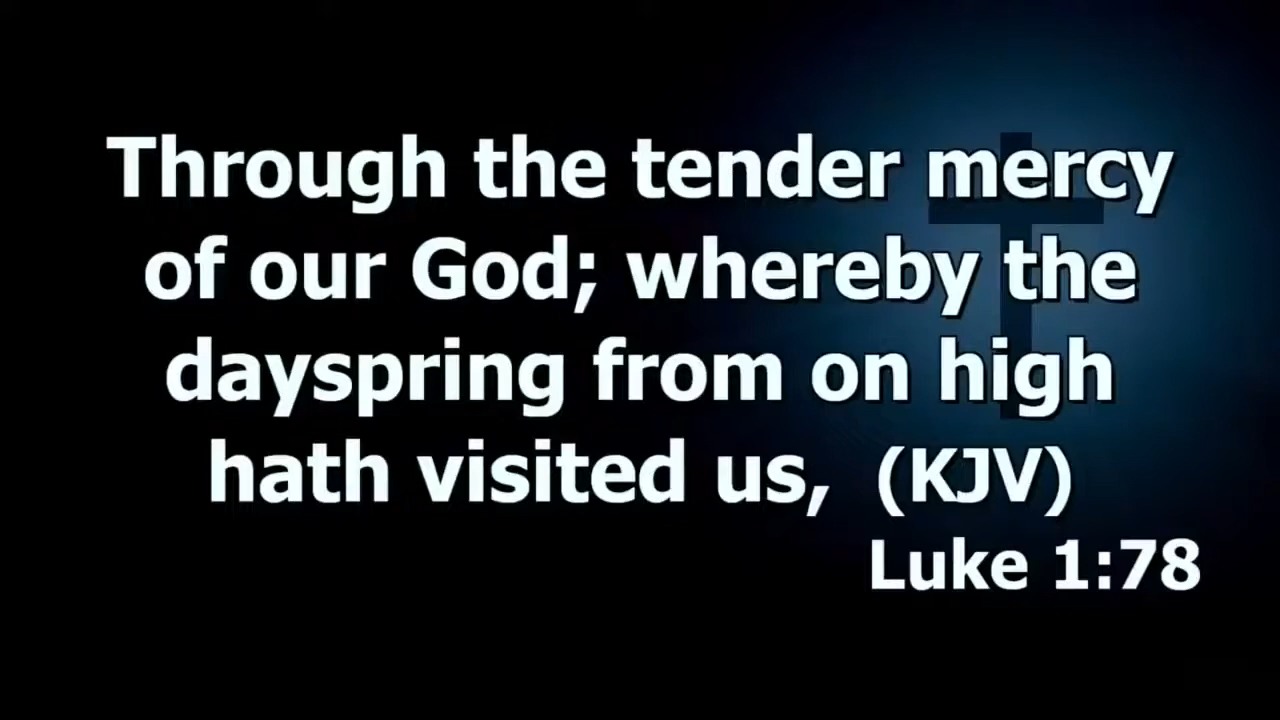 Through the tender mercy
of our God; whereby the
dayspring from on high
hath visited us, (KJV)
Luke 1:78